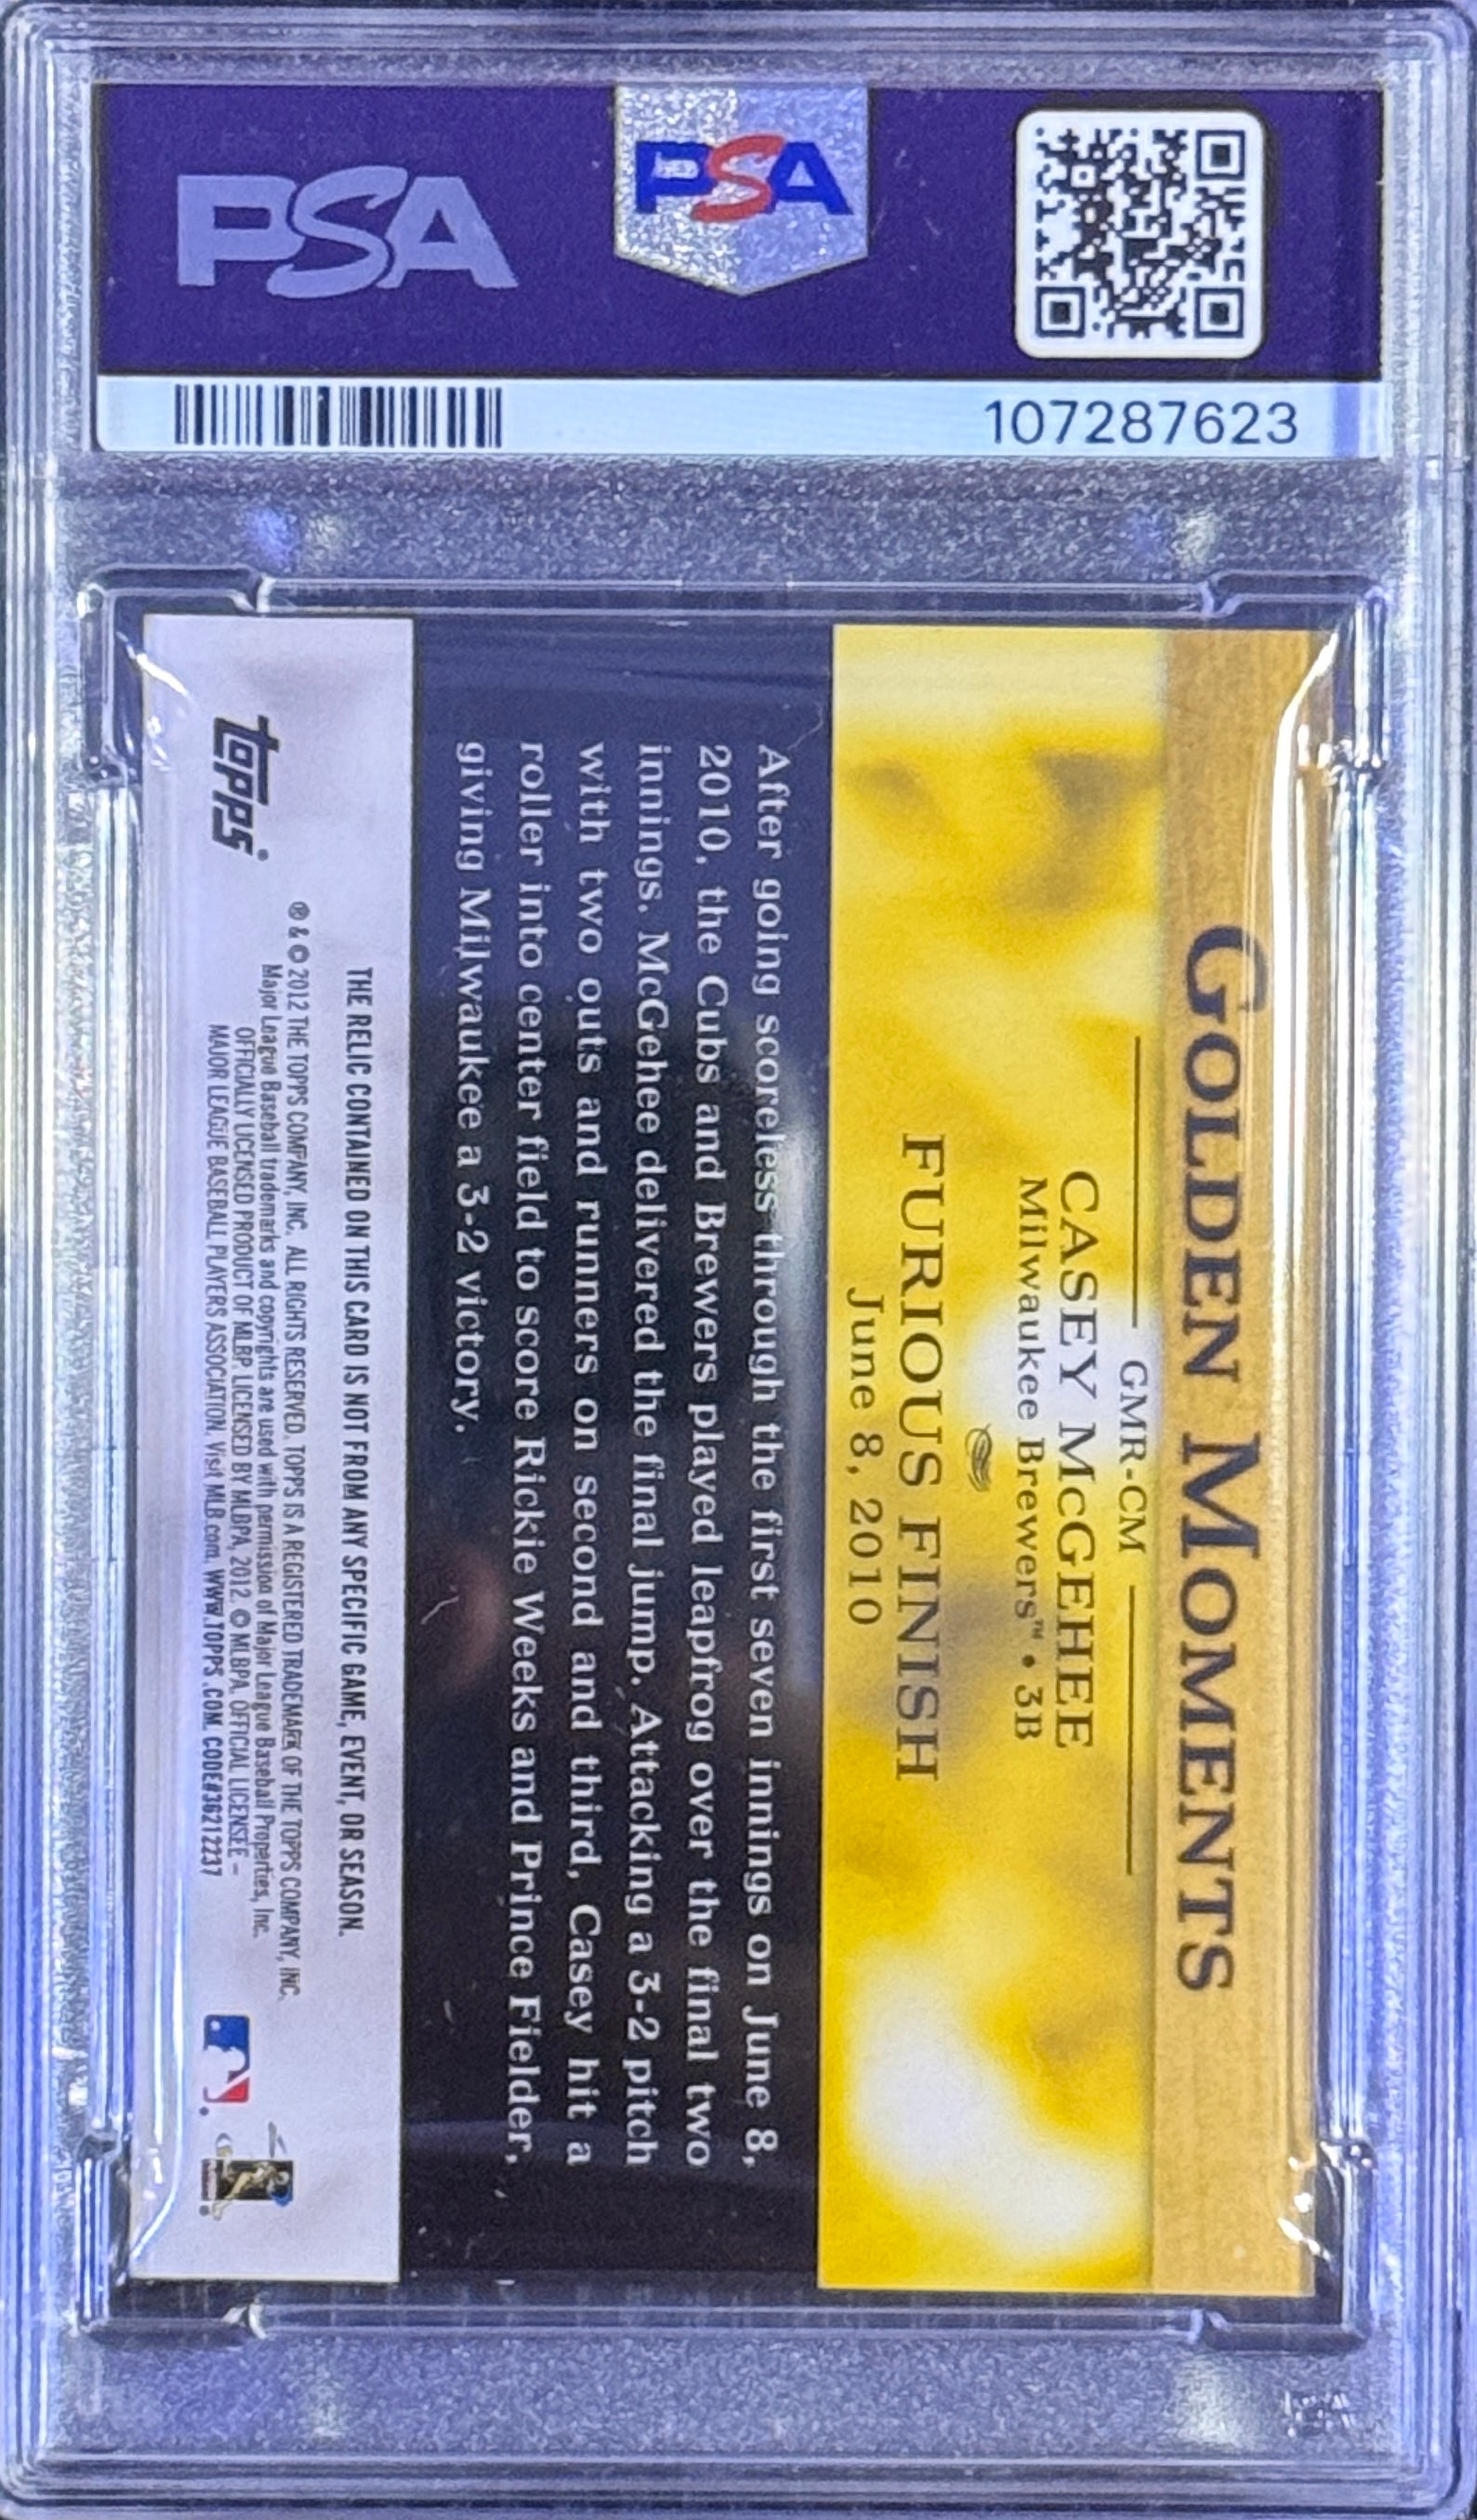 PSA
PSA
107287623
GOLDEN MOMENTS
GMR-CM
CASEY McGEHEE
Milwaukee Brewers™ • 3B
FURIOUS FINISH
June 8, 2010
After going scoreless through the first seven innings on June 8,
2010, the Cubs and Brewers played leapfrog over the final two
innings. McGehee delivered the final jump. Attacking a 3-2 pitch
with two outs and runners on second and third, Casey hit a
roller into center field to score Rickie Weeks and Prince Fielder,
giving Milwaukee a 3-2 victory.
THE RELIC CONTAINED ON THIS CARD IS NOT FROM ANY SPECIFIC GAME, EVENT, OR SEASON.
® & © 2012 THE TOPPS COMPANY, INC. ALL RIGHTS RESERVED. TOPPS IS A REGISTERED TRADEMARK OF THE TOPPS COMPANY, INC.
Major League Baseball trademarks and copyrights are used with permission of Major League Baseball Properties, Inc.
OFFICIALLY LICENSED PRODUCT OF MLBP. LICENSED BY MLBPA, 2012. © MLBPA. OFFICIAL LICENSEE –
MAJOR LEAGUE BASEBALL PLAYERS ASSOCIATION. Visit MLB.com. WWW.TOPPS.COM. CODE#36212237
topps®